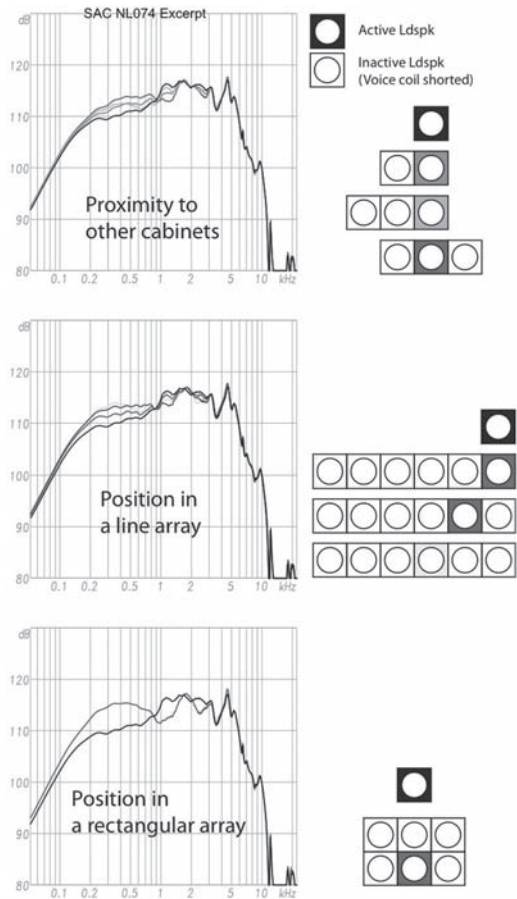 SAC NL074 Excerpt
dB
120
110
100
90
80
0.1 0.2 0.5 1 2 5 10 kHz
Proximity to
other cabinets
Active Ldspk
Inactive Ldspk
(Voice coil shorted)
dB
120
110
100
90
80
0.1 0.2 0.5 1 2 5 kHz 10
Position in
a line array
dB
120
110
100
90
80
0.1 0.2 0.5 1 2 5 10 kHz
Position in
a rectangular array